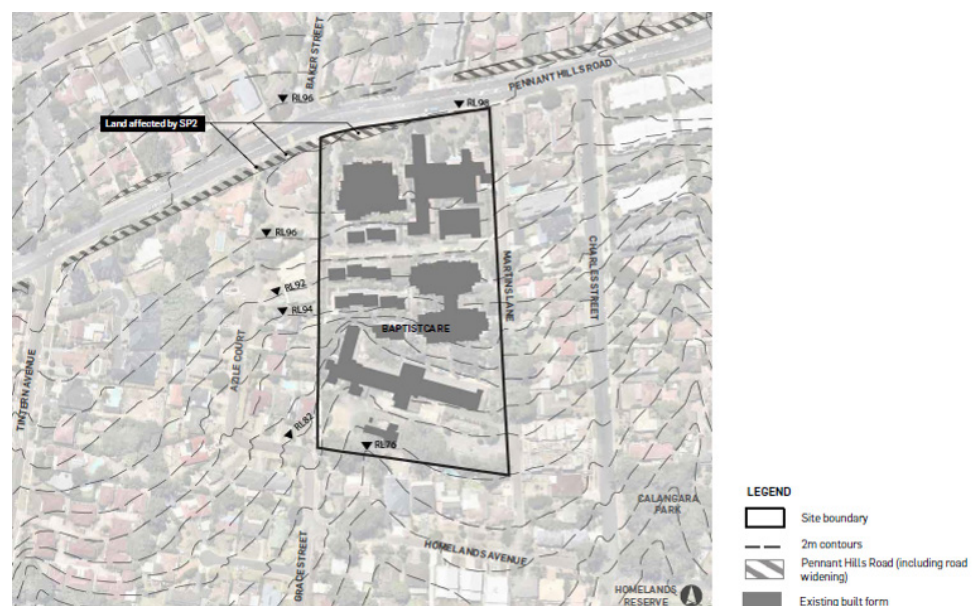 BAKER STREET
PENNANT HILLS ROAD
RL96
RL98
Land affected by SP2
RL96
RL92
RL94
MARTINS LANE
CHARLES STREET
BAPTISTCARE
AZILE COURT
TINTERN AVENUE
RL82
RL76
CALANGARA
PARK
HOMELANDS AVENUE
GRACE STREET
HOMELANDS
RESERVE
LEGEND
Site boundary
2m contours
Pennant Hills Road (including road
widening)
Existing built form